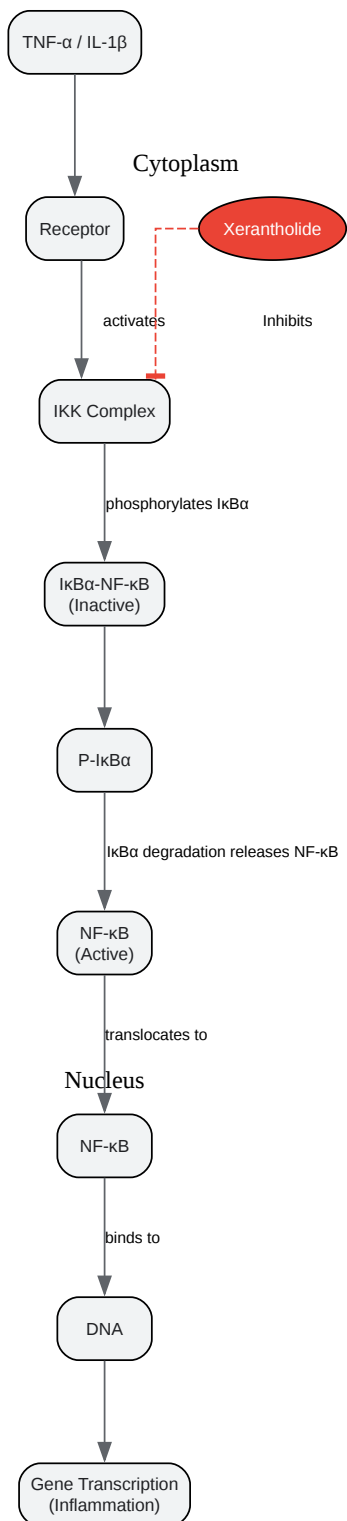 TNF-α / IL-1β
Cytoplasm
Receptor
Xerantholide
activates
Inhibits
IKK Complex
phosphorylates IκBα
IκBα-NF-κB
(Inactive)
P-IκBα
IκBα degradation releases NF-κB
NF-κB
(Active)
translocates to
Nucleus
NF-κB
binds to
DNA
Gene Transcription
(Inflammation)